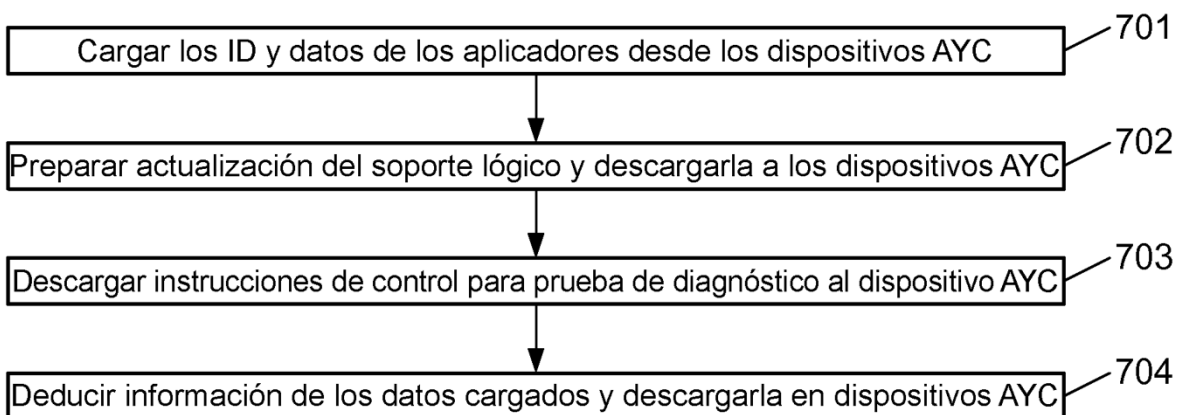 Cargar los ID y datos de los aplicadores desde los dispositivos AYC
701
Preparar actualización del soporte lógico y descargarla a los dispositivos AYC
702
Descargar instrucciones de control para prueba de diagnóstico al dispositivo AYC
703
Deducir información de los datos cargados y descargarla en dispositivos AYC
704